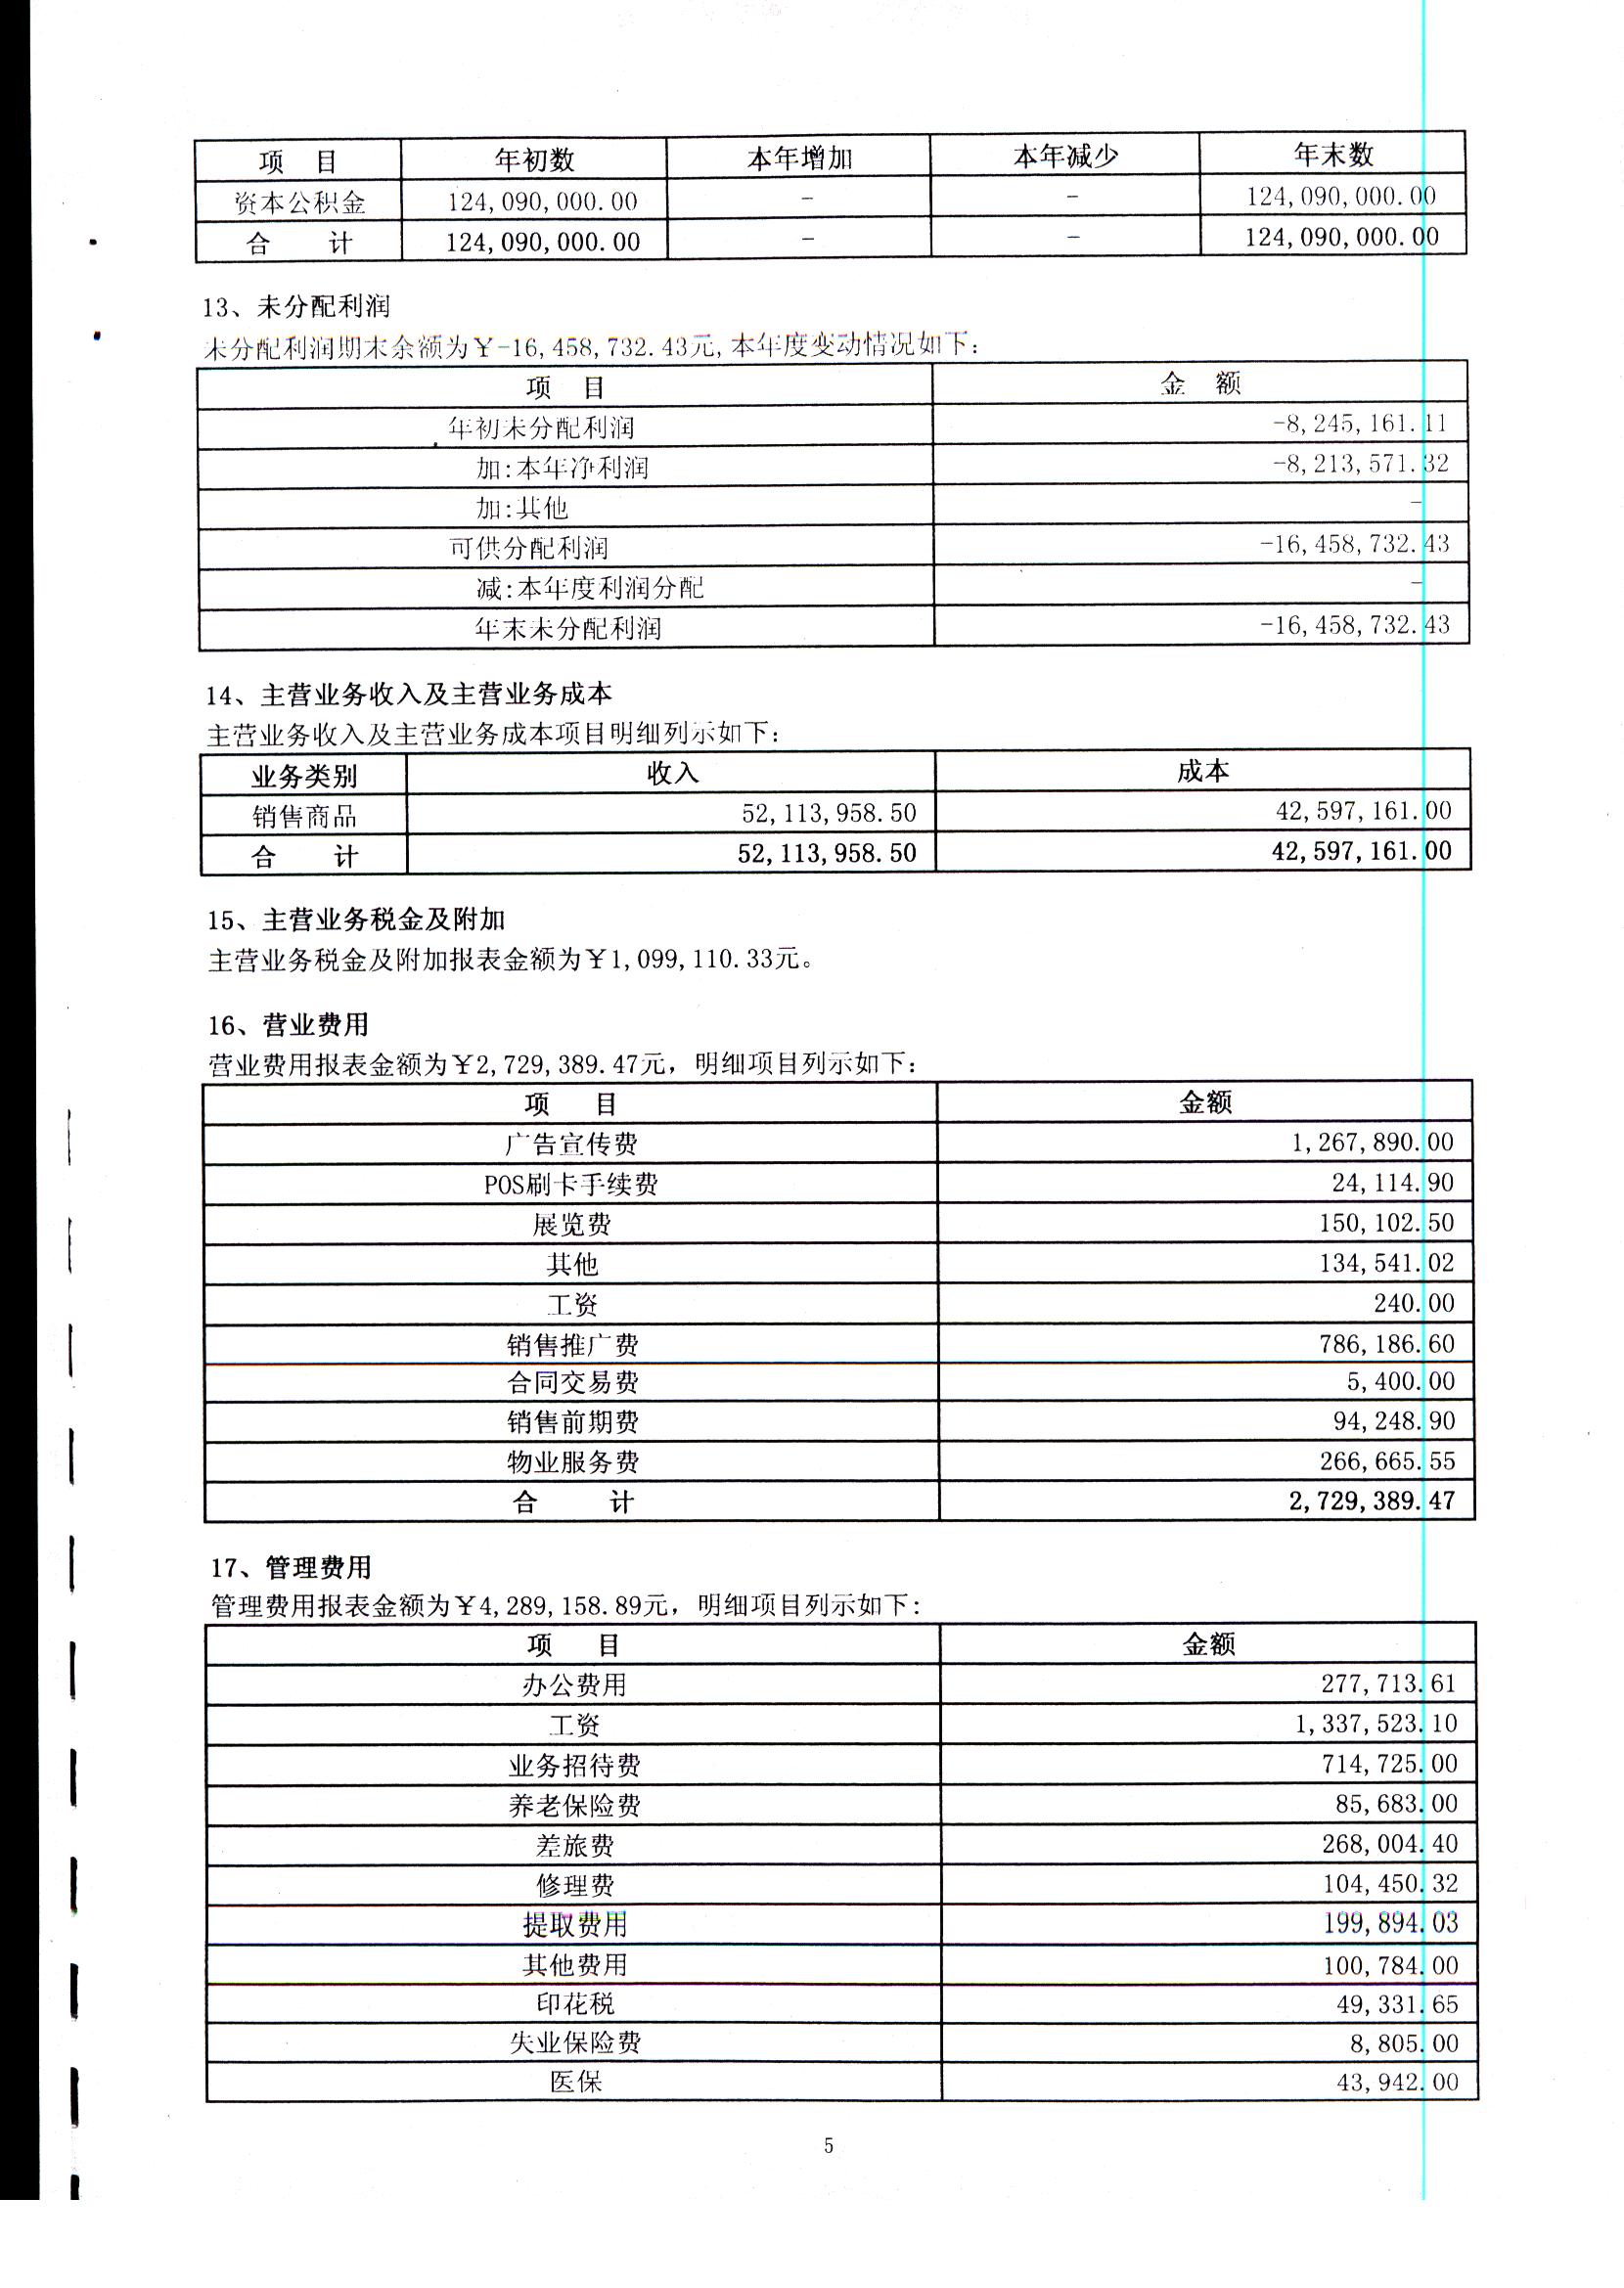 项 目 年初数 本年增加 本年减少 年末数
资本公积金 124,090,000.00 - - 124,090,000.00
合 计 124,090,000.00 - - 124,090,000.00
13、未分配利润
未分配利润期末余额为￥-16,458,732.43元,本年度变动情况如下:
项 目 金 额
年初未分配利润 -8,245,161.11
加:本年净利润 -8,213,571.32
加:其他 -
可供分配利润 -16,458,732.43
减:本年度利润分配 -
年末未分配利润 -16,458,732.43
14、主营业务收入及主营业务成本
主营业务收入及主营业务成本项目明细列示如下:
业务类别 收入 成本
销售商品 52,113,958.50 42,597,161.00
合 计 52,113,958.50 42,597,161.00
15、主营业务税金及附加
主营业务税金及附加报表金额为￥1,099,110.33元。
16、营业费用
营业费用报表金额为￥2,729,389.47元，明细项目列示如下:
项 目 金额
广告宣传费 1,267,890.00
POS刷卡手续费 24,114.90
展览费 150,102.50
其他 134,541.02
工资 240.00
销售推广费 786,186.60
合同交易费 5,400.00
销售前期费 94,248.90
物业服务费 266,665.55
合 计 2,729,389.47
17、管理费用
管理费用报表金额为￥4,289,158.89元，明细项目列示如下:
项 目 金额
办公费用 277,713.61
工资 1,337,523.10
业务招待费 714,725.00
养老保险费 85,683.00
差旅费 268,004.40
修理费 104,450.32
提取费用 199,894.03
其他费用 100,784.00
印花税 49,331.65
失业保险费 8,805.00
医保 43,942.00
5